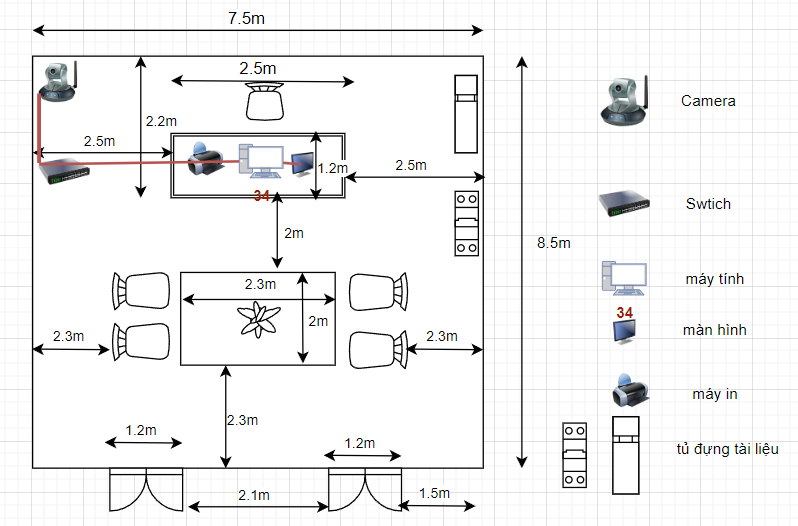 7.5m
2.5m
2.2m
2.5m
1.2m
2.5m
34
2m
8.5m
2.3m
2m
2.3m
2.3m
2.3m
1.2m
1.2m
2.1m
1.5m
Camera
Swtich
máy tính
34
màn hình
máy in
tủ đựng tài liệu